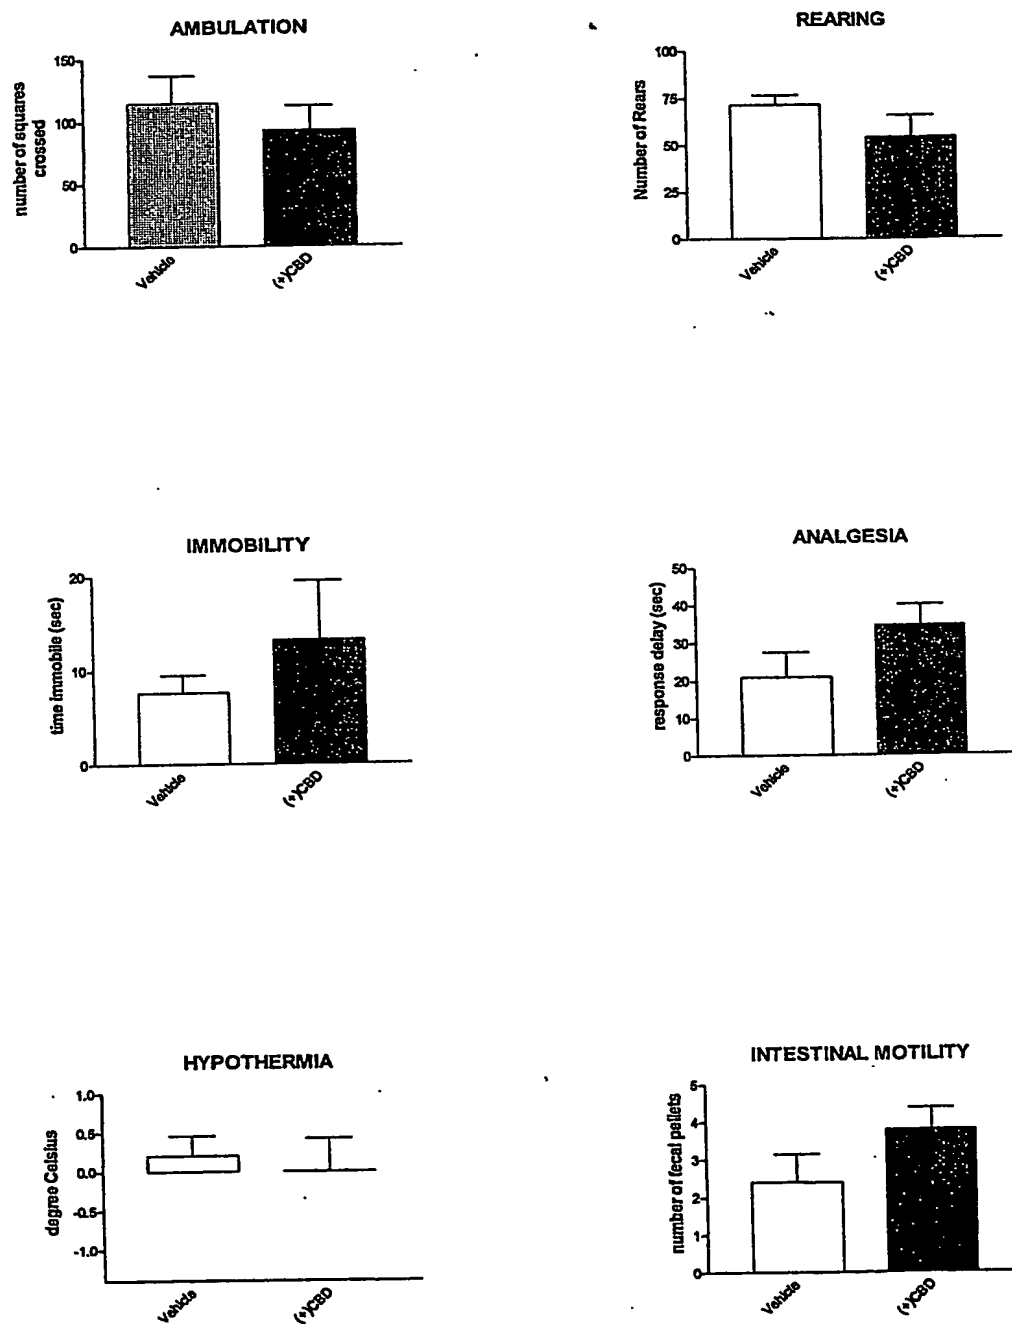 AMBULATION
number of squares
crossed
150
100
50
0
Vehicle
(+)CBD
REARING
Number of Rears
100
75
50
25
0
Vehicle
(+)CBD
IMMOBILITY
time immobile (sec)
20
10
0
Vehicle
(+)CBD
ANALGESIA
response delay (sec)
50
40
30
20
10
0
Vehicle
(+)CBD
HYPOTHERMIA
degree Celsius
1.0
0.5
0.0
-0.5
-1.0
Vehicle
(+)CBD
INTESTINAL MOTILITY
number of fecal pellets
5
4
3
2
1
0
Vehicle
(+)CBD